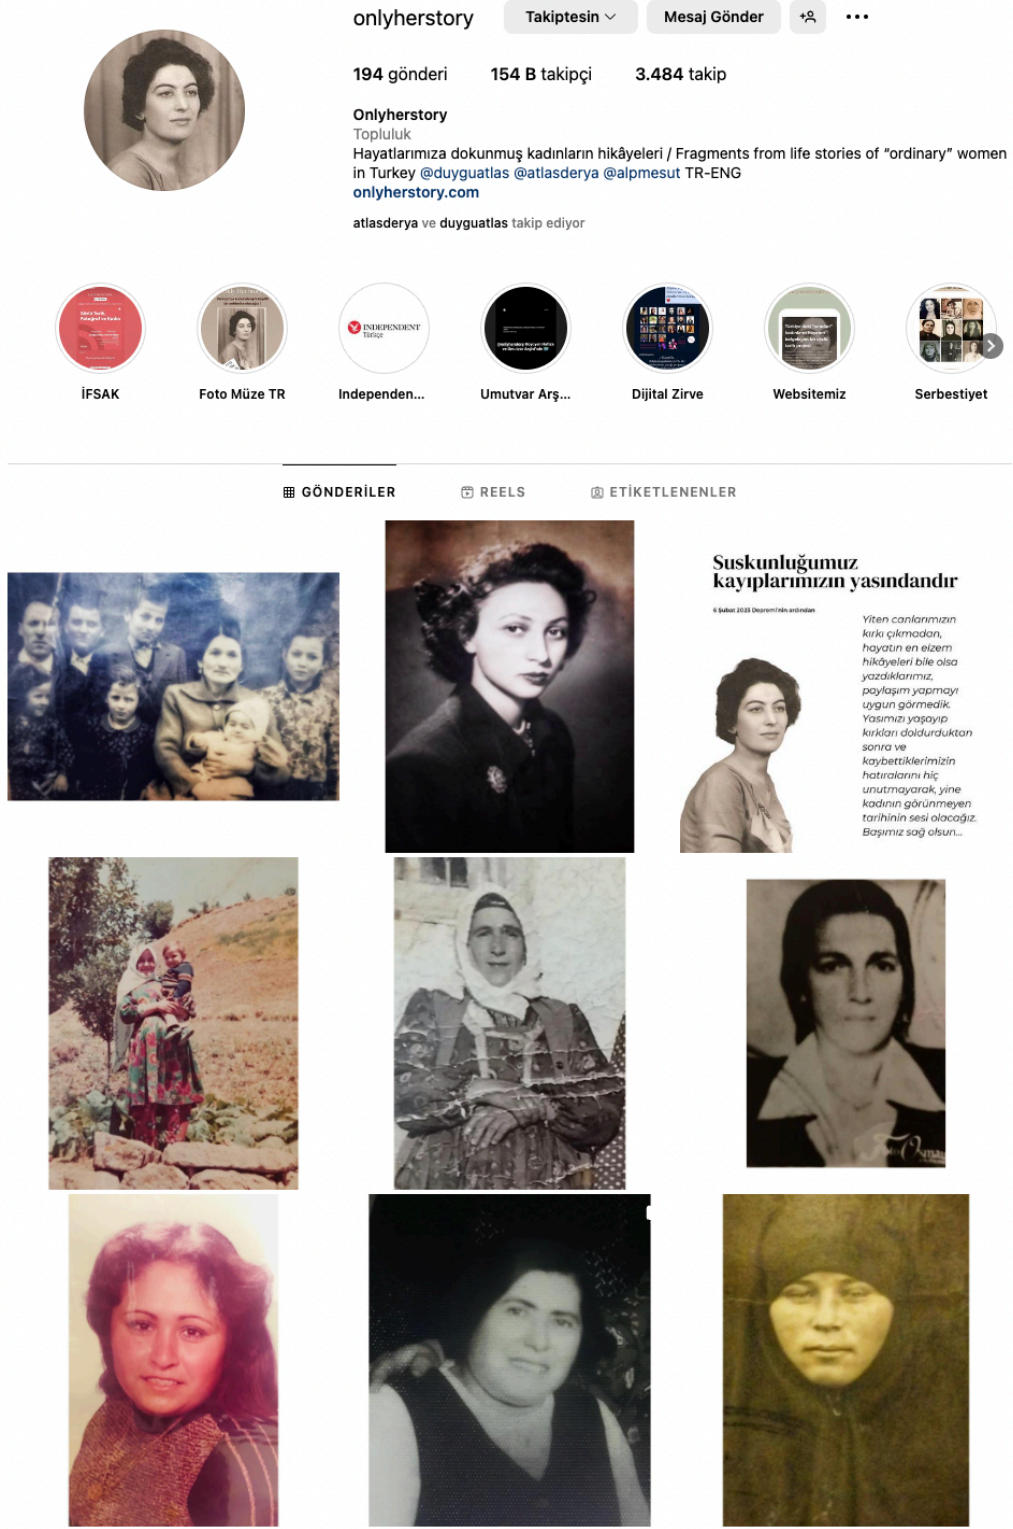 onlyherstory
Takiptesin
Mesaj Gönder
194 gönderi 154 B takipçi 3.484 takip
Onlyherstory
Topluluk
Hayatlarımıza dokunmuş kadınların hikâyeleri / Fragments from life stories of “ordinary” women
in Turkey @duyguatlas @atlasderya @alpmesut TR-ENG
onlyherstory.com
atlasderya ve duyguatlas takip ediyor
INDEPENDENT
Türkçe
İFSAK
Foto Müze TR
Independen...
Umutvar Arş...
Dijital Zirve
Websitemiz
Serbestiyet
GÖNDERİLER
REELS
ETİKETLENENLER
Suskunluğumuz
kayıplarımızın yasındandır
6 Şubat 2023 Depremi'nin ardından
Yiten canlarımızın
kırkı çıkmadan,
hayatın en elzem
hikâyeleri bile olsa
yazdıklarımız,
paylaşım yapmayı
uygun görmedik.
Yasımızı yaşayıp
kırkları doldurduktan
sonra ve
kaybettiklerimizin
hatıralarını hiç
unutmayarak, yine
kadının görünmeyen
tarihinin sesi olacağız.
Başımız sağ olsun...